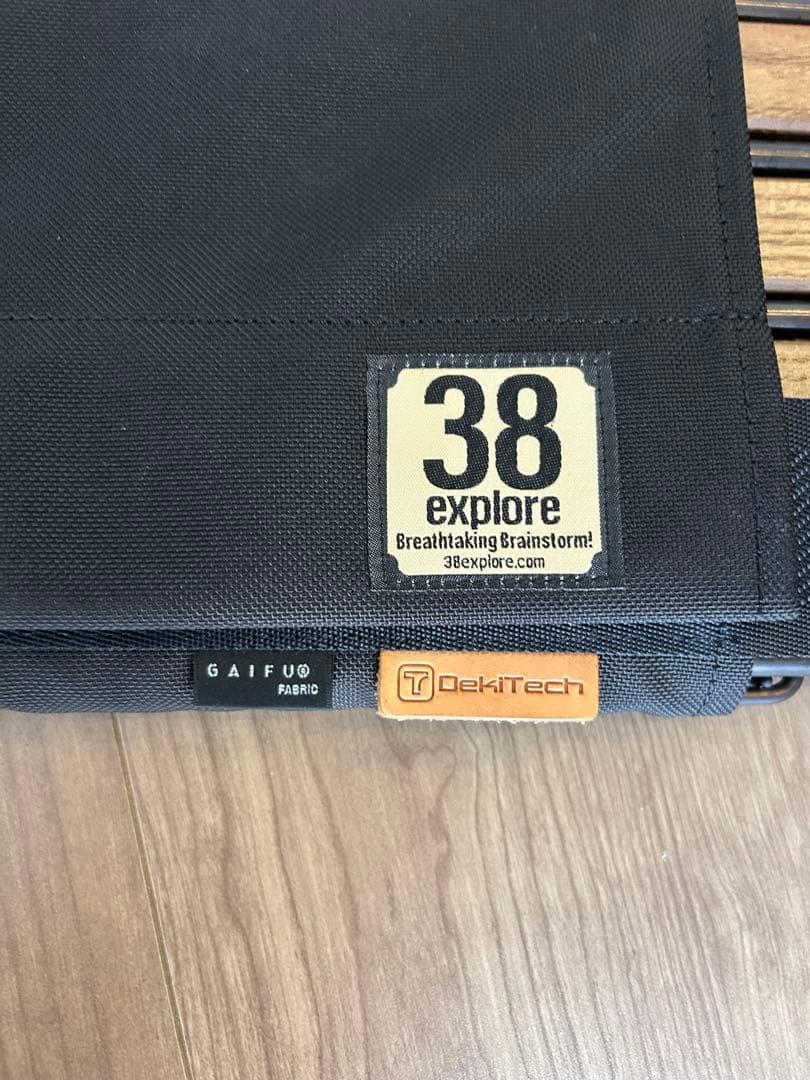 38
explore
Breathtaking Brainstorm!
38explore.com
GAIFU®
FABRIC
DekiTech